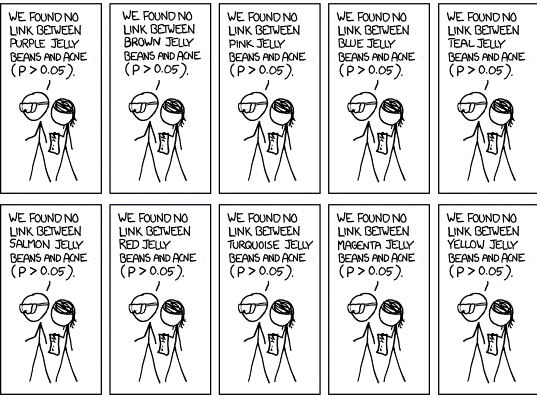 WE FOUND NO
LINK BETWEEN
PURPLE JELLY
BEANS AND ACNE
(P > 0.05).
WE FOUND NO
LINK BETWEEN
BROWN JELLY
BEANS AND ACNE
(P > 0.05).
WE FOUND NO
LINK BETWEEN
PINK JELLY
BEANS AND ACNE
(P > 0.05).
WE FOUND NO
LINK BETWEEN
BLUE JELLY
BEANS AND ACNE
(P > 0.05).
WE FOUND NO
LINK BETWEEN
TEAL JELLY
BEANS AND ACNE
(P > 0.05).
WE FOUND NO
LINK BETWEEN
SALMON JELLY
BEANS AND ACNE
(P > 0.05).
WE FOUND NO
LINK BETWEEN
RED JELLY
BEANS AND ACNE
(P > 0.05).
WE FOUND NO
LINK BETWEEN
TURQUOISE JELLY
BEANS AND ACNE
(P > 0.05).
WE FOUND NO
LINK BETWEEN
MAGENTA JELLY
BEANS AND ACNE
(P > 0.05).
WE FOUND NO
LINK BETWEEN
YELLOW JELLY
BEANS AND ACNE
(P > 0.05).